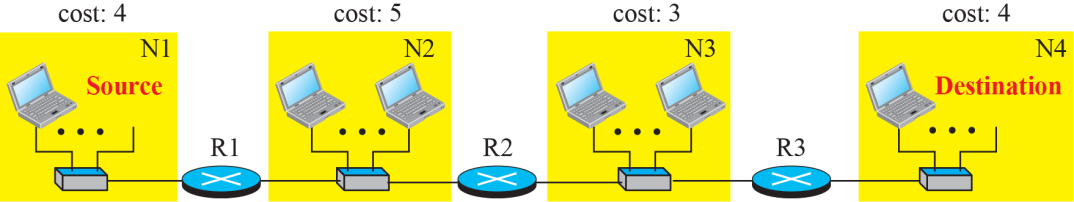 cost: 4 cost: 5 cost: 3 cost: 4
N1 N2 N3 N4
Source Destination
R1 R2 R3